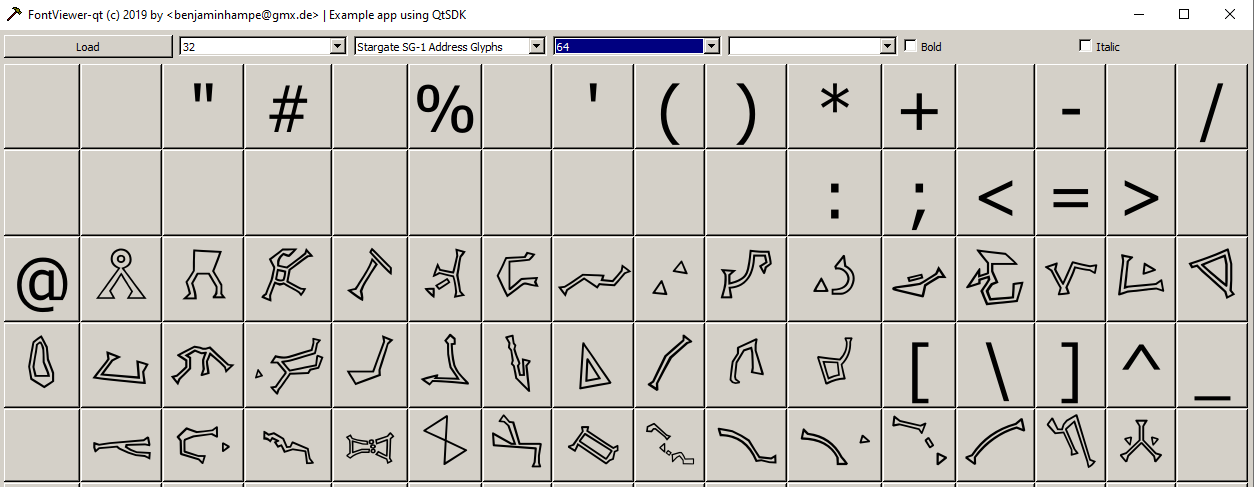 FontViewer-qt (c) 2019 by <benjaminhampe@gmx.de> | Example app using QtSDK
Load 32 Stargate SG-1 Address Glyphs 64 Bold Italic
" # % ' ( ) * + - /
: ; < = >
@
[ \ ] ^ _